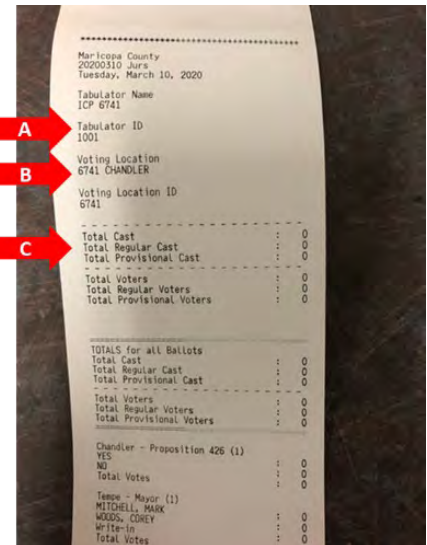 Maricopa County
20200310 Jurs
Tuesday, March 10, 2020
Tabulator Name
ICP 6741
A
Tabulator ID
1001
B
Voting Location
6741 CHANDLER
Voting Location ID
6741
C
Total Cast : 0
Total Regular Cast : 0
Total Provisional Cast : 0
Total Voters : 0
Total Regular Voters : 0
Total Provisional Voters : 0
TOTALS for all Ballots
Total Cast : 0
Total Regular Cast : 0
Total Provisional Cast : 0
Total Voters : 0
Total Regular Voters : 0
Total Provisional Voters : 0
Chandler - Proposition 426 (1)
YES : 0
NO : 0
Total Votes : 0
Tempe - Mayor (1)
MITCHELL, MARK : 0
WOODS, COREY : 0
Write-in : 0
Total Votes